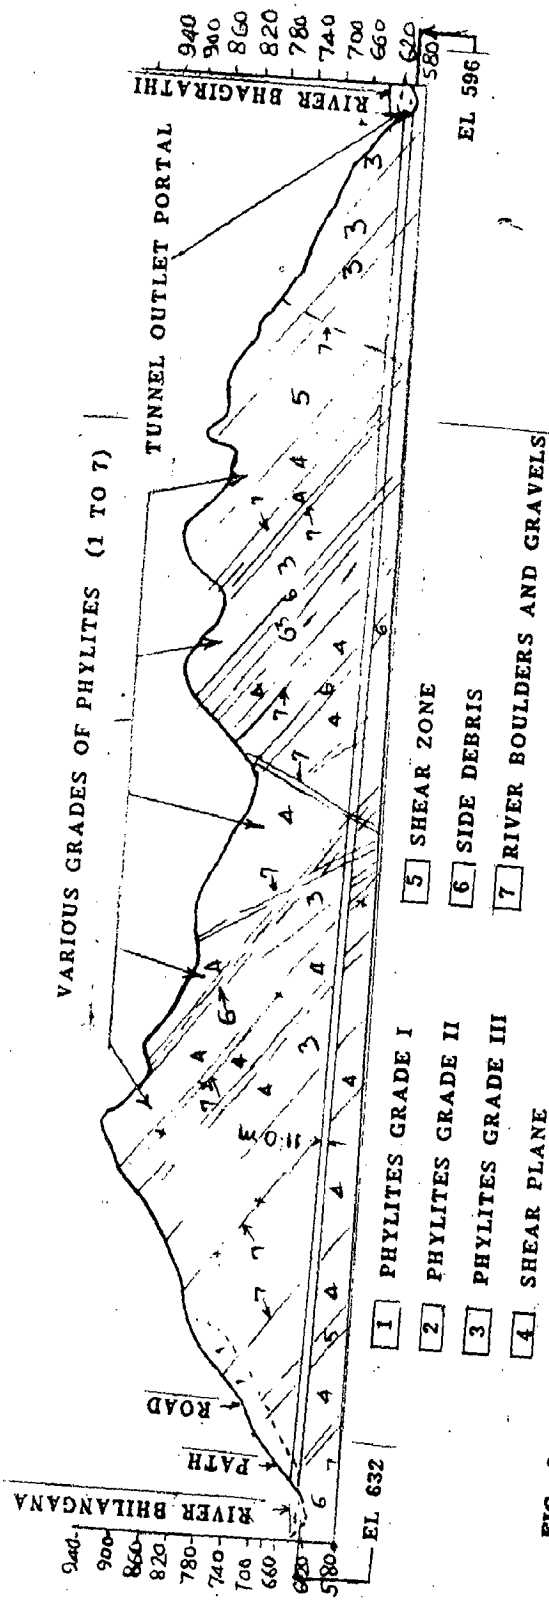 VARIOUS GRADES OF PHYLITES (1 TO 7)
TUNNEL OUTLET PORTAL
RIVER BHILANGANA
PATH
ROAD
RIVER BHAGIRATHI
940
900
860
820
780
740
700
660
620
580
940
900
860
820
780
740
700
660
620
580
EL 632
EL 596
11.0 m
1 PHYLITES GRADE I
2 PHYLITES GRADE II
3 PHYLITES GRADE III
4 SHEAR PLANE
5 SHEAR ZONE
6 SIDE DEBRIS
7 RIVER BOULDERS AND GRAVELS